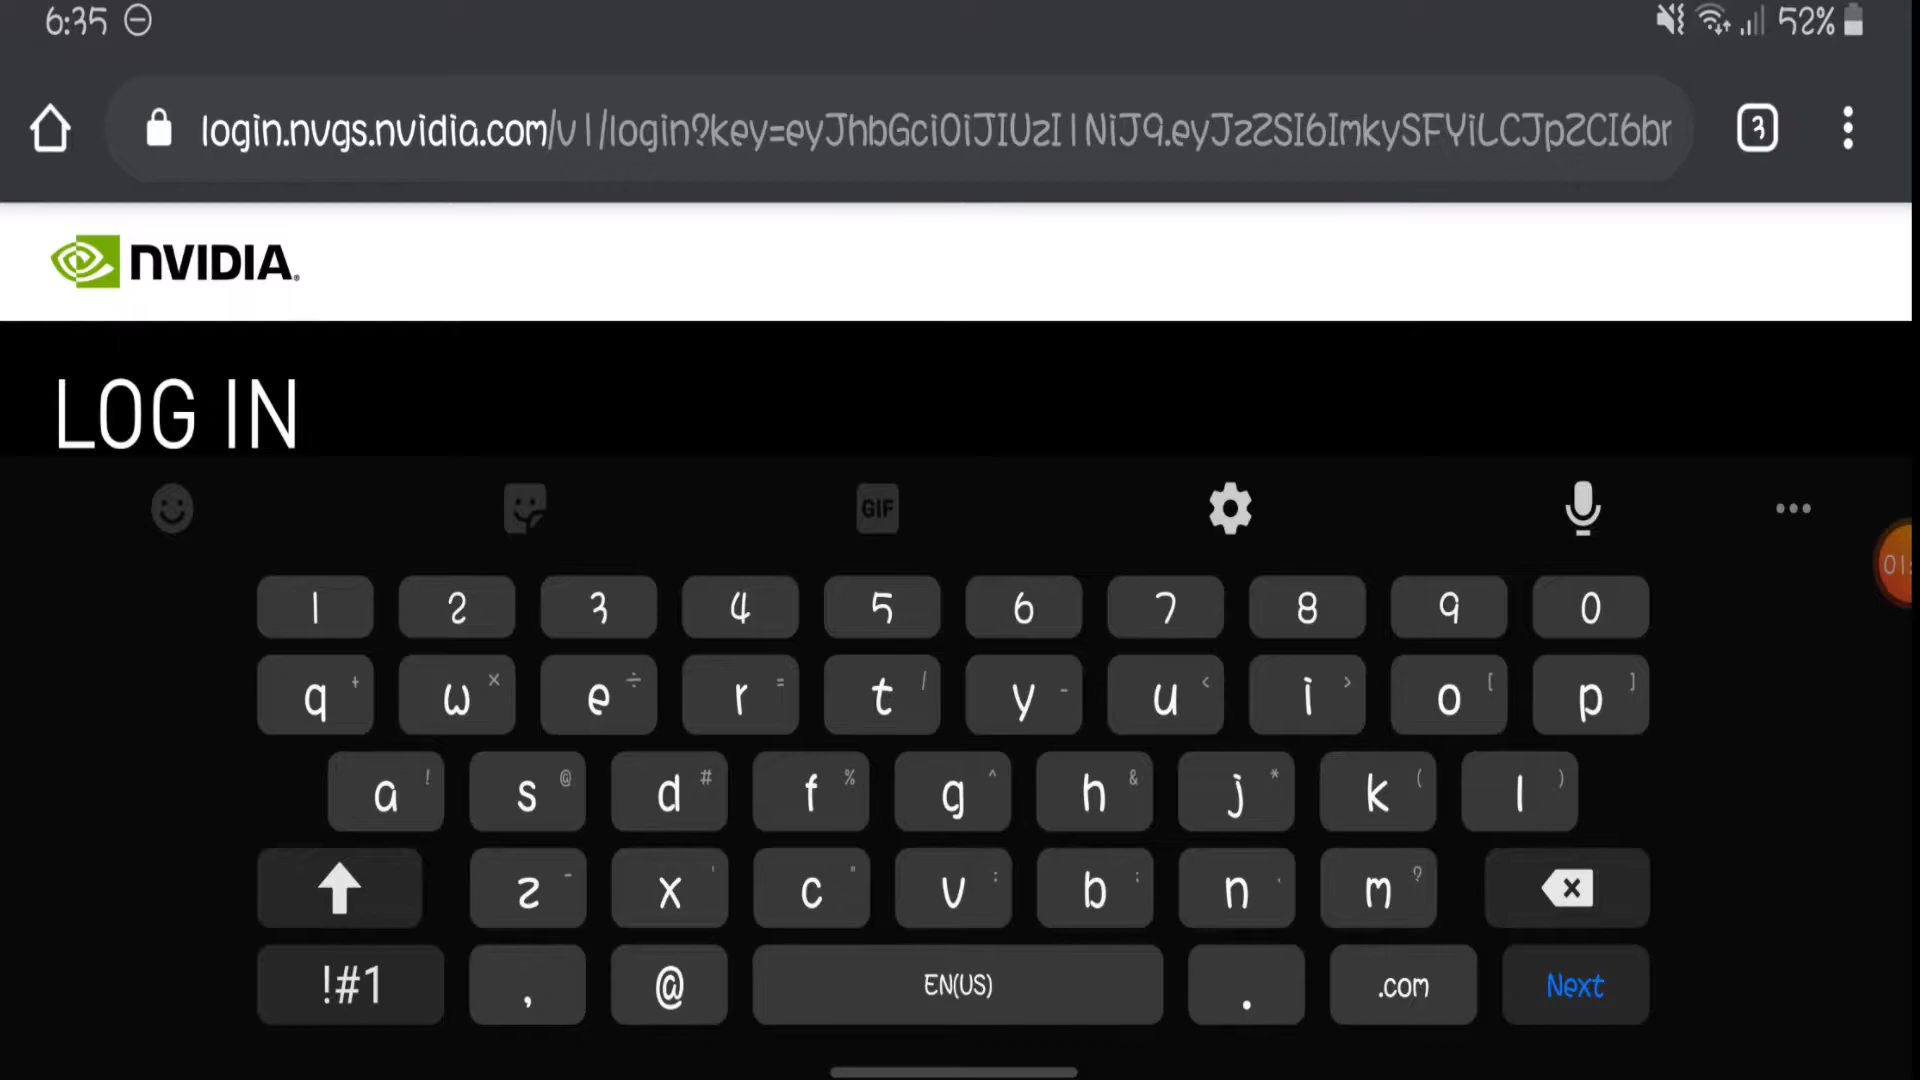 6:35 52%
login.nvgs.nvidia.com/v1/login?key=eyJhbGciOiJIUzI1NiJ9.eyJzZSI6ImkySFYiLCJpZCI6br 3
NVIDIA.
LOG IN
GIF
01:
1 2 3 4 5 6 7 8 9 0
q + w × e ÷ r = t / y - u < i > o [ p ]
a ! s @ d # f % g ^ h & j * k ( l )
z - x ' c " v : b ; n , m ?
!#1 , @ EN(US) . .com Next